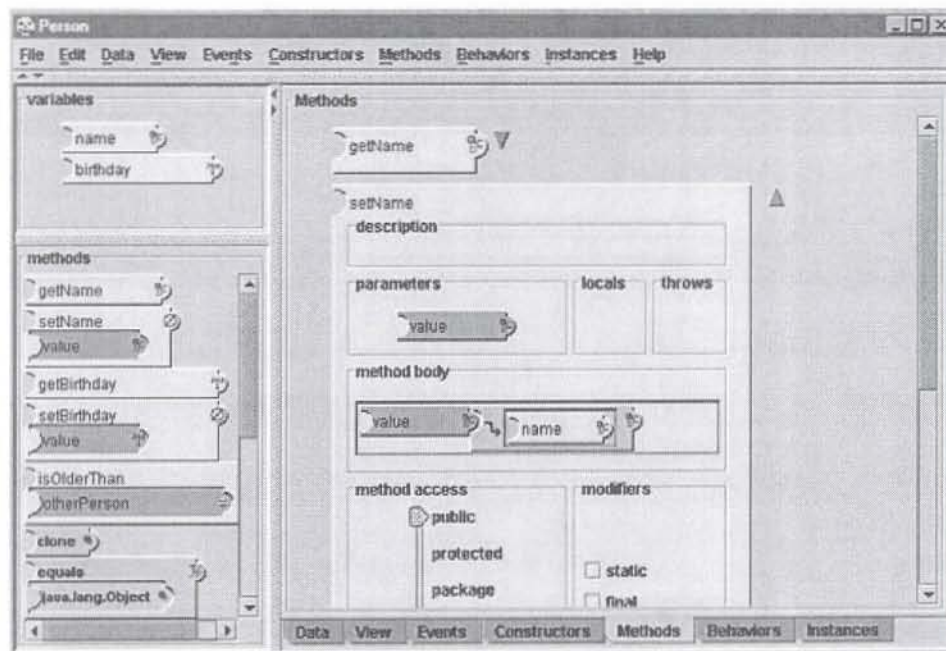 Person
File Edit Data View Events Constructors Methods Behaviors Instances Help
variables
name
birthday
methods
getName
setName
value
getBirthday
setBirthday
value
isOlderThan
otherPerson
clone
equals
java.lang.Object
Methods
getName
setName
description
parameters locals throws
value
method body
value name
method access modifiers
public
protected
package
static
final
Data View Events Constructors Methods Behaviors Instances